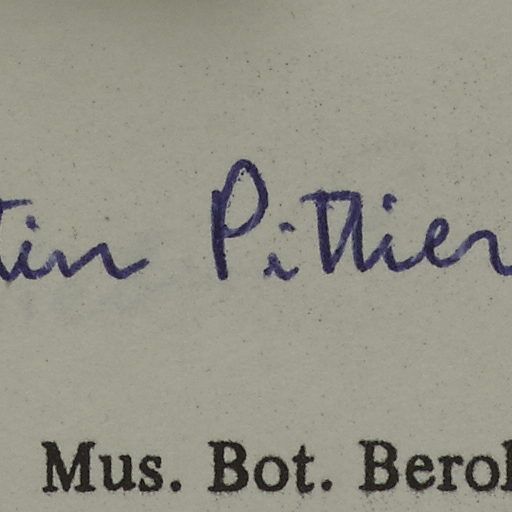 tin Pittier
Mus. Bot. Berol